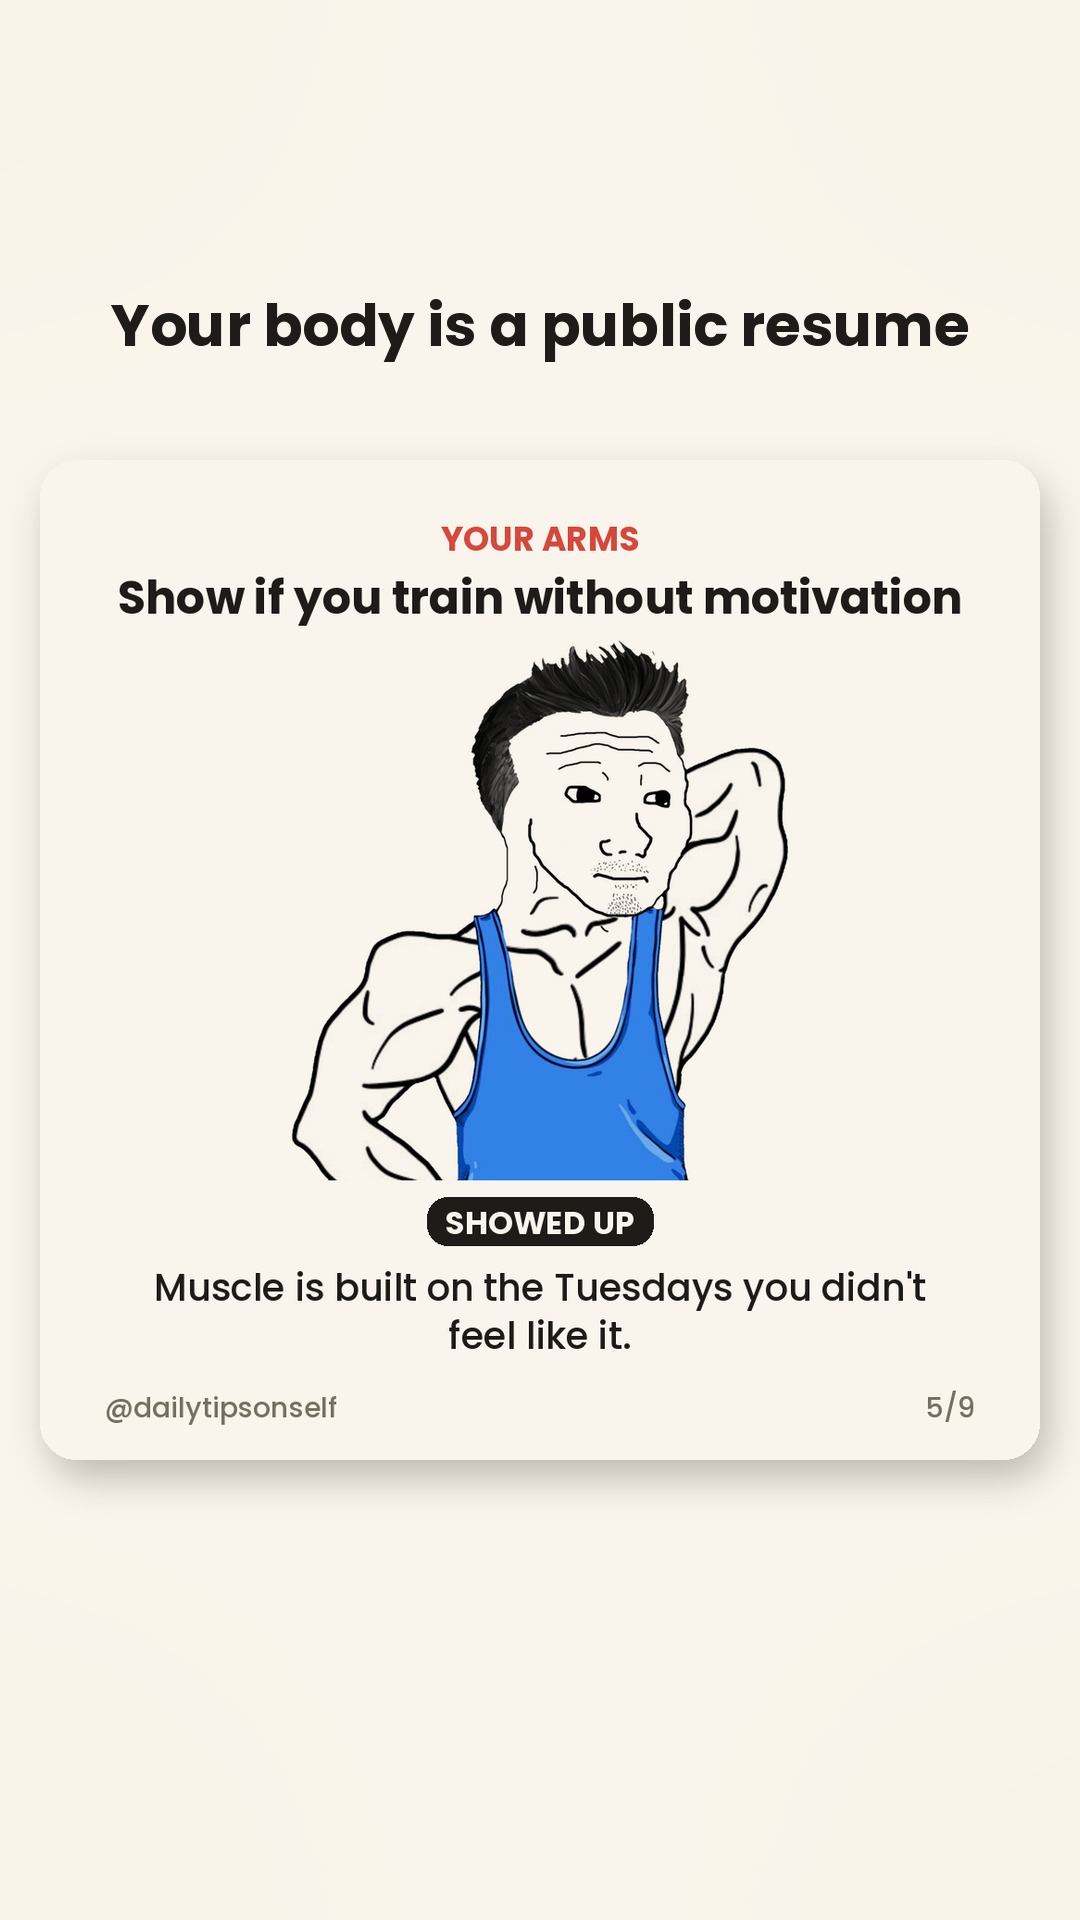 Your body is a public resume
YOUR ARMS
Show if you train without motivation
SHOWED UP
Muscle is built on the Tuesdays you didn't
feel like it.
@dailytipsonself
5/9